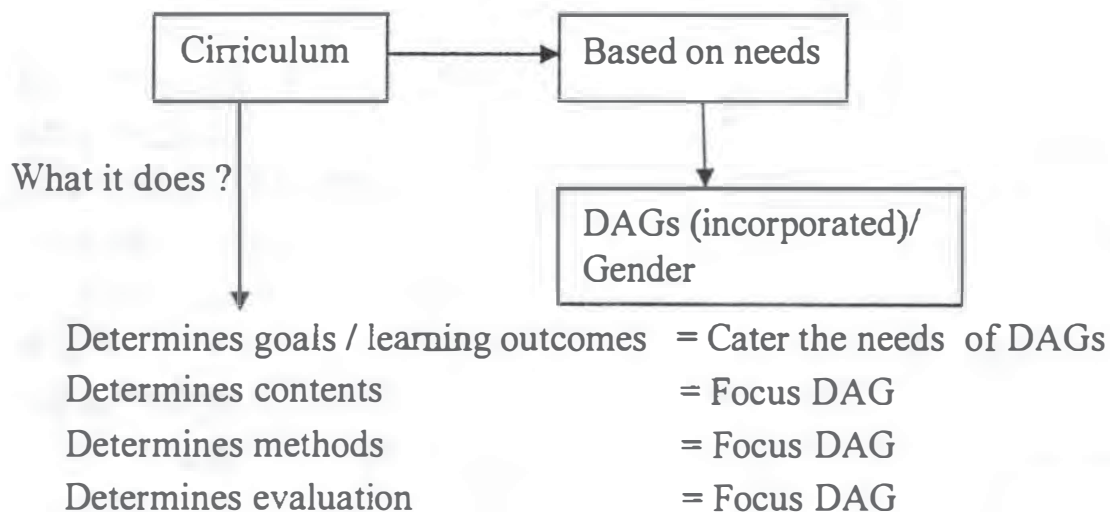 Cirriculum
Based on needs
What it does ?
DAGs (incorporated)/
Gender
Determines goals / learning outcomes = Cater the needs of DAGs
Determines contents = Focus DAG
Determines methods = Focus DAG
Determines evaluation = Focus DAG